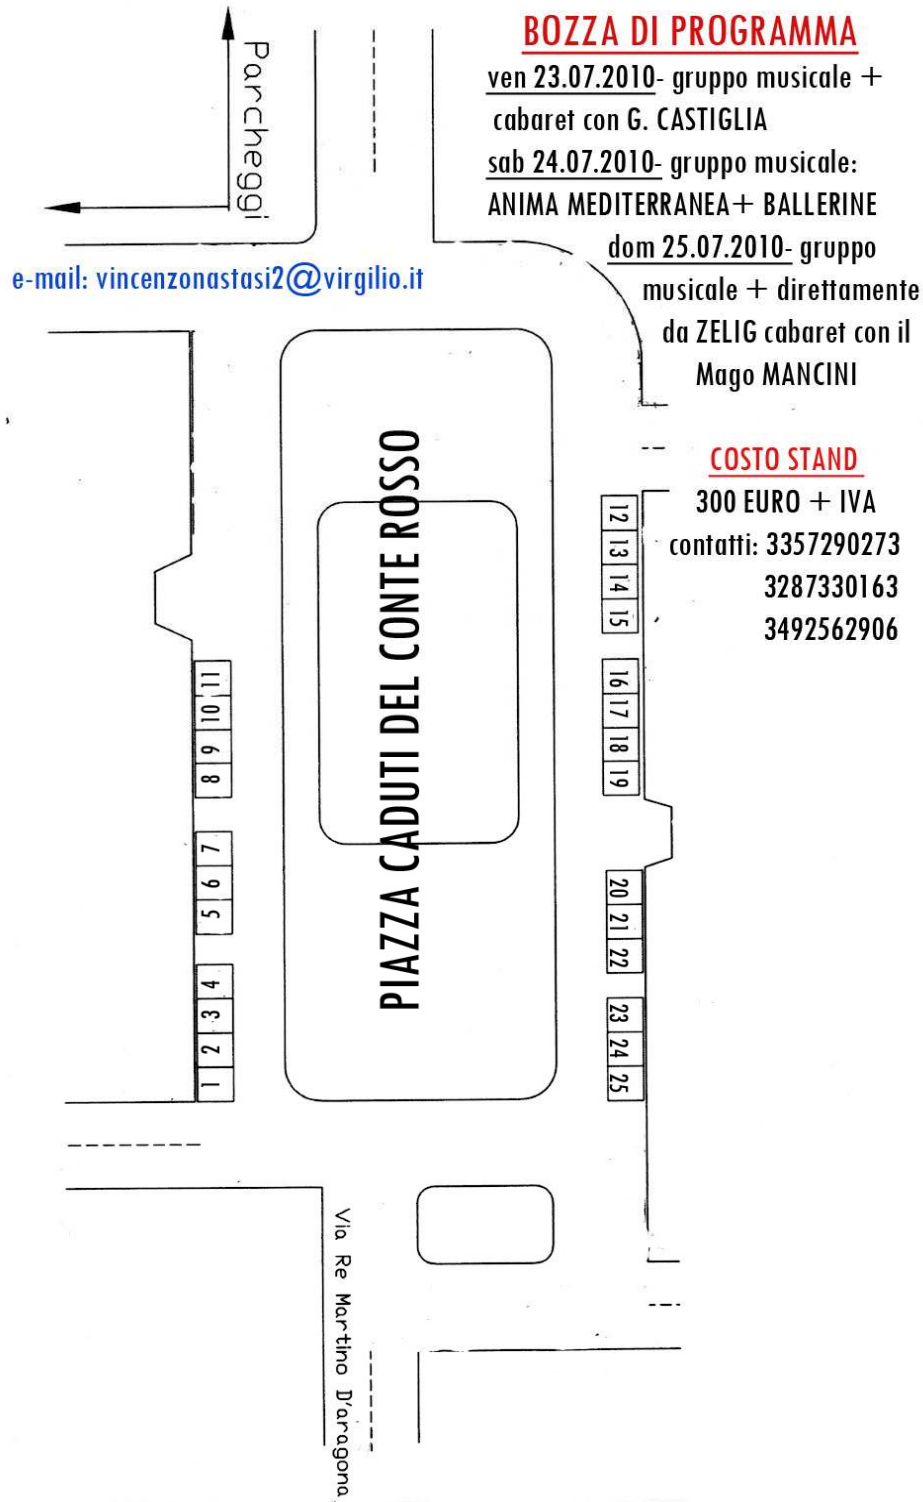 BOZZA DI PROGRAMMA
ven 23.07.2010- gruppo musicale +
cabaret con G. CASTIGLIA
sab 24.07.2010- gruppo musicale:
ANIMA MEDITERRANEA+ BALLERINE
dom 25.07.2010- gruppo
musicale + direttamente
da ZELIG cabaret con il
Mago MANCINI
Parcheggi
e-mail: vincenzonastasi2@virgilio.it
COSTO STAND
300 EURO + IVA
contatti: 3357290273
3287330163
3492562906
PIAZZA CADUTI DEL CONTE ROSSO
1 2 3 4
5 6 7
8 9 10 11
12 13 14 15
16 17 18 19
20 21 22
23 24 25
Via Re Martino D'aragona